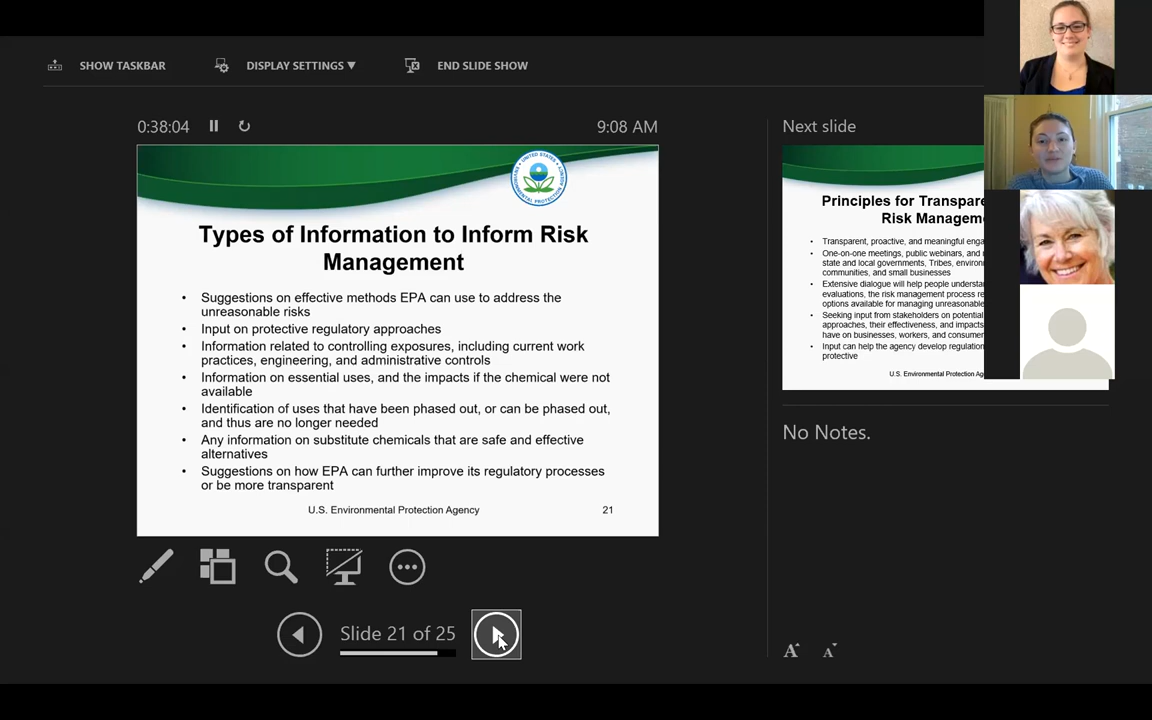 SHOW TASKBAR
DISPLAY SETTINGS ▼
END SLIDE SHOW
0:38:04
9:08 AM
UNITED STATES
ENVIRONMENTAL PROTECTION AGENCY
Types of Information to Inform Risk
Management
• Suggestions on effective methods EPA can use to address the
unreasonable risks
• Input on protective regulatory approaches
• Information related to controlling exposures, including current work
practices, engineering, and administrative controls
• Information on essential uses, and the impacts if the chemical were not
available
• Identification of uses that have been phased out, or can be phased out,
and thus are no longer needed
• Any information on substitute chemicals that are safe and effective
alternatives
• Suggestions on how EPA can further improve its regulatory processes
or be more transparent
U.S. Environmental Protection Agency
21
Slide 21 of 25
Next slide
Principles for Transpare
Risk Managem
• Transparent, proactive, and meaningful enga
• One-on-one meetings, public webinars, and
state and local governments, Tribes, environ
communities, and small businesses
• Extensive dialogue will help people understa
evaluations, the risk management process re
options available for managing unreasonable
• Seeking input from stakeholders on potential
approaches, their effectiveness, and impacts
have on businesses, workers, and consumer
• Input can help the agency develop regulation
protective
U.S. Environmental Protection Ag
No Notes.
A A